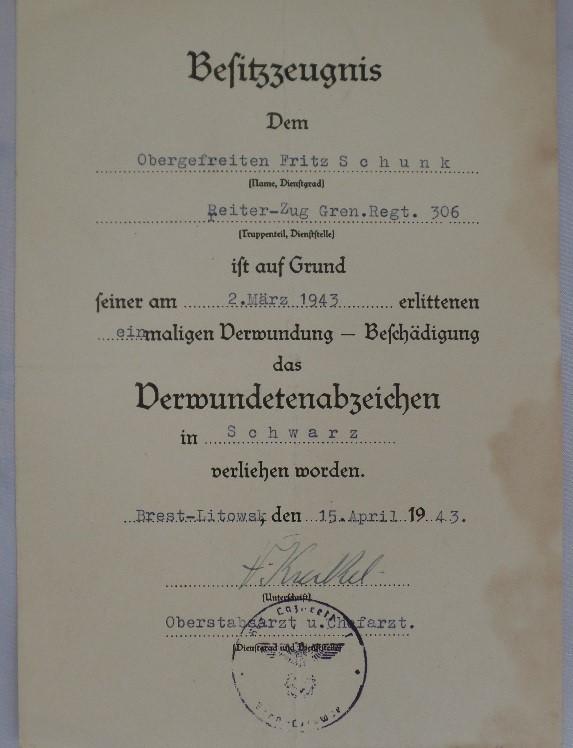 Besitzzeugnis
Dem
Obergefreiten Fritz S c h u n k
(Name, Dienstgrad)
Reiter-Zug Gren.Regt. 306
(Truppenteil, Dienststelle)
ist auf Grund
seiner am 2.März 1943 erlittenen
einmaligen Verwundung — Beschädigung
das
Verwundetenabzeichen
in S c h w a r z
verliehen worden.
Brest-Litowsk, den 15.April 1943.
(Unterschrift)
Oberstabsarzt u.Chefarzt.
(Dienstgrad und Dienststelle)